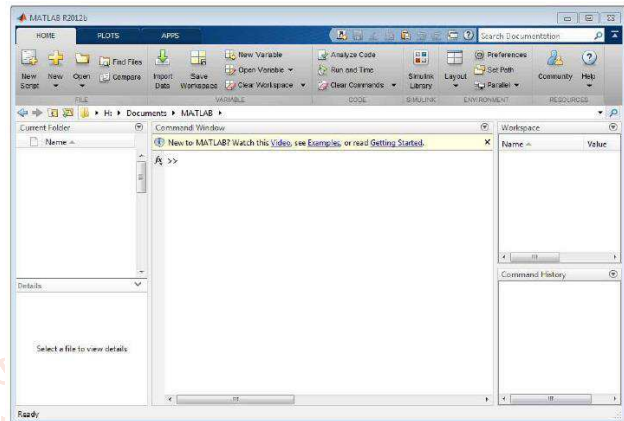 MATLAB R2012b
HOME PLOTS APPS Search Documentation
New Script New Open Find Files Compare Import Data Save Workspace New Variable Open Variable Clear Workspace Analyze Code Run and Time Clear Commands Simulink Library Layout Preferences Set Path Parallel Community Help
FILE VARIABLE CODE SIMULINK ENVIRONMENT RESOURCES
H: Documents MATLAB
Current Folder Command Window Workspace
Name New to MATLAB? Watch this Video, see Examples, or read Getting Started. Name Value
fx >>
Command History
Details
Select a file to view details
Ready